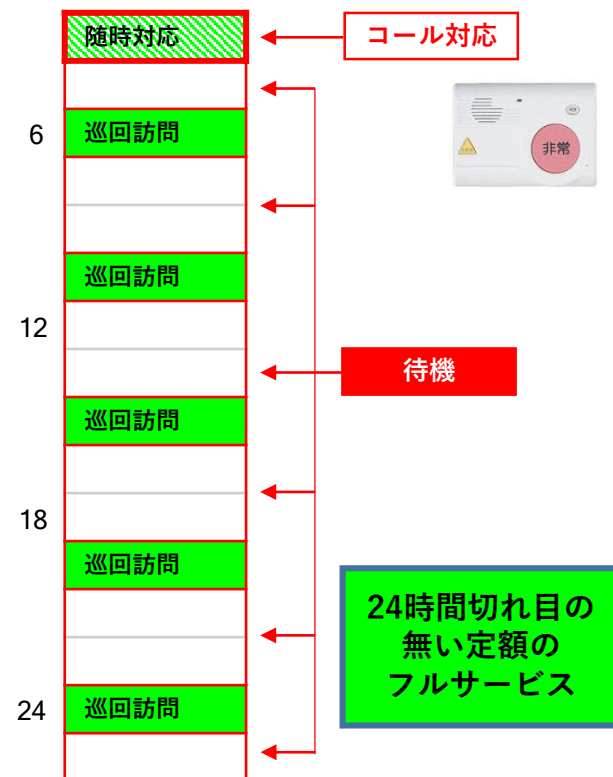 随時対応
コール対応
非常
6
巡回訪問
巡回訪問
12
待機
巡回訪問
18
巡回訪問
24時間切れ目の
無い定額の
フルサービス
24
巡回訪問